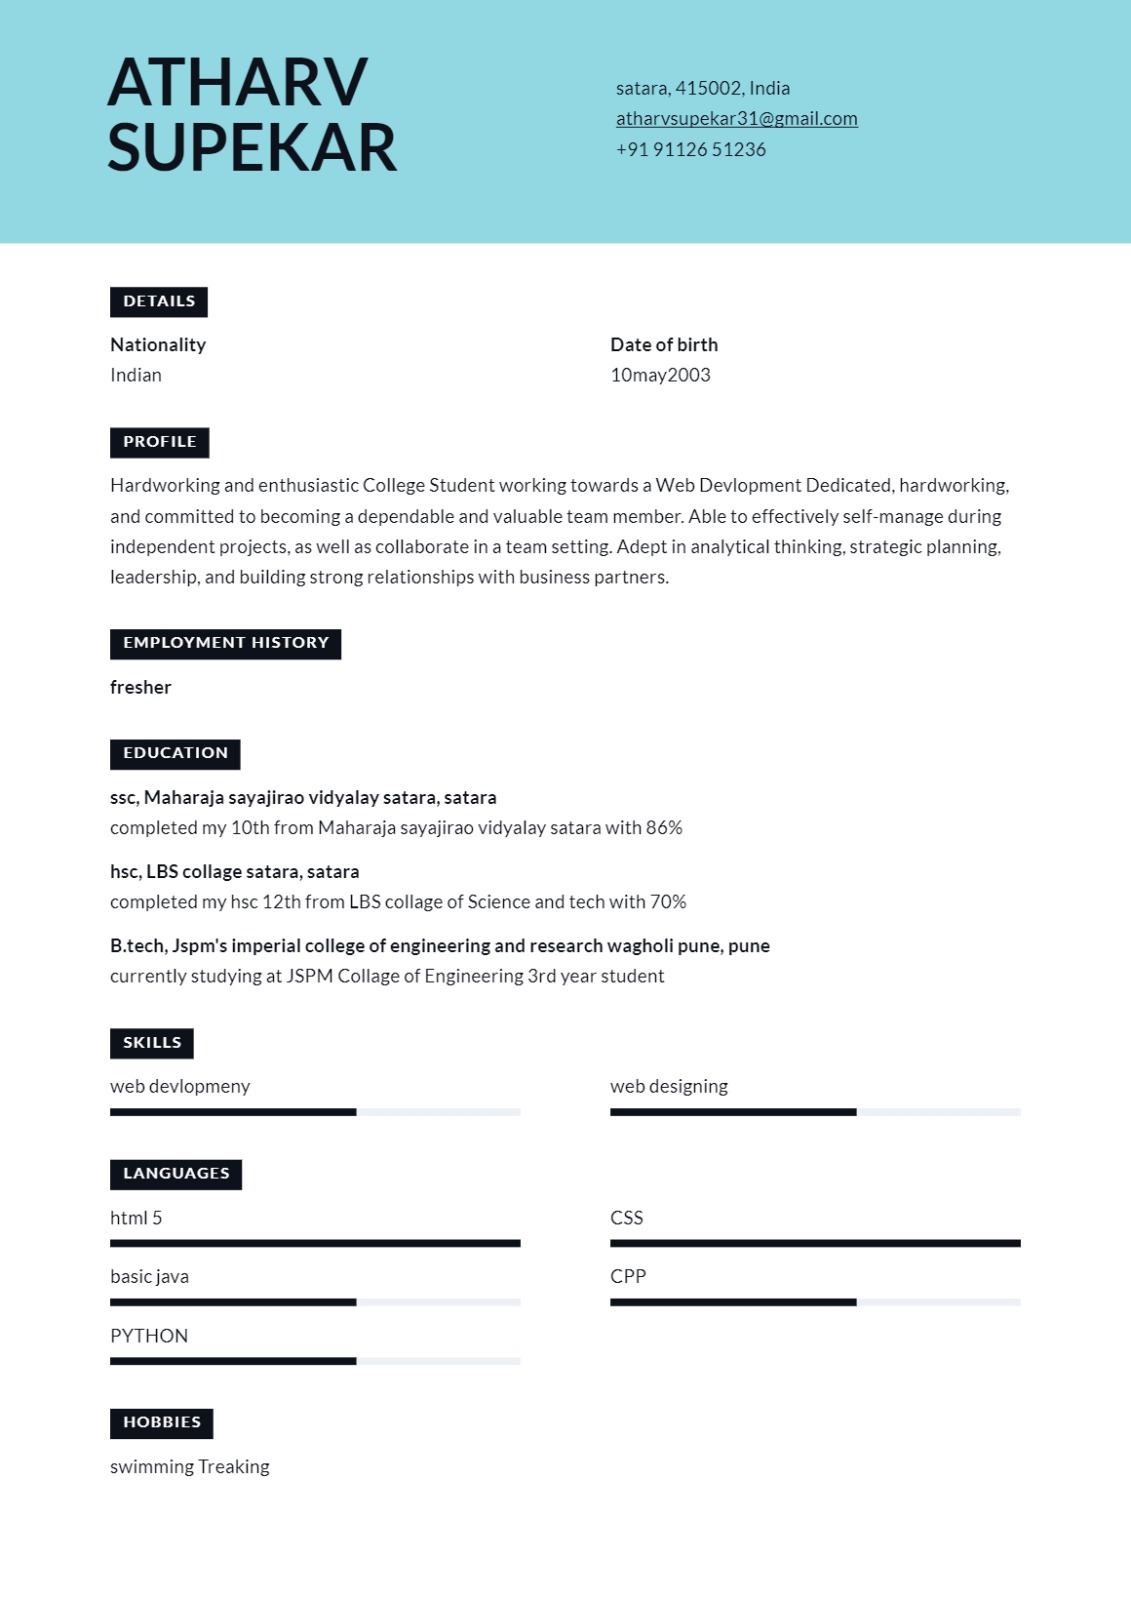 ATHARV
SUPEKAR
satara, 415002, India
atharvsupekar31@gmail.com
+91 91126 51236
DETAILS
Nationality
Indian
Date of birth
10may2003
PROFILE
Hardworking and enthusiastic College Student working towards a Web Devlopment Dedicated, hardworking,
and committed to becoming a dependable and valuable team member. Able to effectively self-manage during
independent projects, as well as collaborate in a team setting. Adept in analytical thinking, strategic planning,
leadership, and building strong relationships with business partners.
EMPLOYMENT HISTORY
fresher
EDUCATION
ssc, Maharaja sayajirao vidyalay satara, satara
completed my 10th from Maharaja sayajirao vidyalay satara with 86%
hsc, LBS collage satara, satara
completed my hsc 12th from LBS collage of Science and tech with 70%
B.tech, Jspm's imperial college of engineering and research wagholi pune, pune
currently studying at JSPM Collage of Engineering 3rd year student
SKILLS
web devlopmeny
web designing
LANGUAGES
html 5
CSS
basic java
CPP
PYTHON
HOBBIES
swimming Treaking